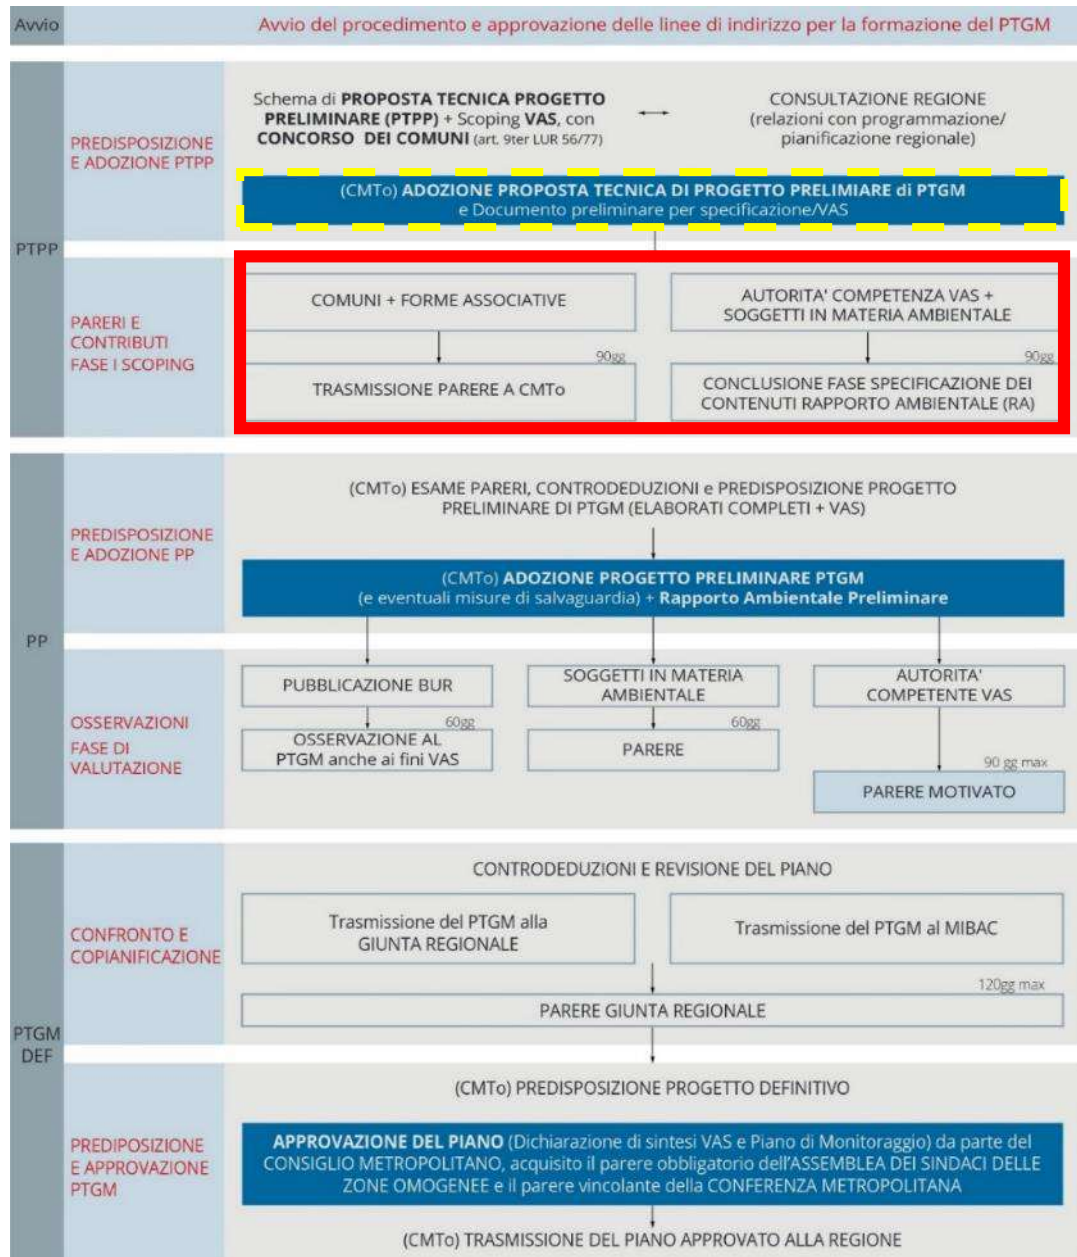 Avvio
Avvio del procedimento e approvazione delle linee di indirizzo per la formazione del PTGM
PTPP
PREDISPOSIZIONE
E ADOZIONE PTPP
Schema di PROPOSTA TECNICA PROGETTO
PRELIMINARE (PTPP) + Scoping VAS, con
CONCORSO DEI COMUNI (art. 9ter LUR 56/77)
CONSULTAZIONE REGIONE
(relazioni con programmazione/
pianificazione regionale)
(CMTo) ADOZIONE PROPOSTA TECNICA DI PROGETTO PRELIMIARE di PTGM
e Documento preliminare per specificazione/VAS
PARERI E
CONTRIBUTI
FASE I SCOPING
COMUNI + FORME ASSOCIATIVE
90gg
TRASMISSIONE PARERE A CMTo
AUTORITA' COMPETENZA VAS +
SOGGETTI IN MATERIA AMBIENTALE
90gg
CONCLUSIONE FASE SPECIFICAZIONE DEI
CONTENUTI RAPPORTO AMBIENTALE (RA)
PP
PREDISPOSIZIONE
E ADOZIONE PP
(CMTo) ESAME PARERI, CONTRODEDUZIONI e PREDISPOSIZIONE PROGETTO
PRELIMINARE DI PTGM (ELABORATI COMPLETI + VAS)
(CMTo) ADOZIONE PROGETTO PRELIMINARE PTGM
(e eventuali misure di salvaguardia) + Rapporto Ambientale Preliminare
OSSERVAZIONI
FASE DI
VALUTAZIONE
PUBBLICAZIONE BUR
60gg
OSSERVAZIONE AL
PTGM anche ai fini VAS
SOGGETTI IN MATERIA
AMBIENTALE
60gg
PARERE
AUTORITA'
COMPETENTE VAS
90 gg max
PARERE MOTIVATO
PTGM
DEF
CONFRONTO E
COPIANIFICAZIONE
CONTRODEDUZIONI E REVISIONE DEL PIANO
Trasmissione del PTGM alla
GIUNTA REGIONALE
Trasmissione del PTGM al MIBAC
120gg max
PARERE GIUNTA REGIONALE
PREDIPOSIZIONE
E APPROVAZIONE
PTGM
(CMTo) PREDISPOSIZIONE PROGETTO DEFINITIVO
APPROVAZIONE DEL PIANO (Dichiarazione di sintesi VAS e Piano di Monitoraggio) da parte del
CONSIGLIO METROPOLITANO, acquisito il parere obbligatorio dell'ASSEMBLEA DEI SINDACI DELLE
ZONE OMOGENEE e il parere vincolante della CONFERENZA METROPOLITANA
(CMTo) TRASMISSIONE DEL PIANO APPROVATO ALLA REGIONE